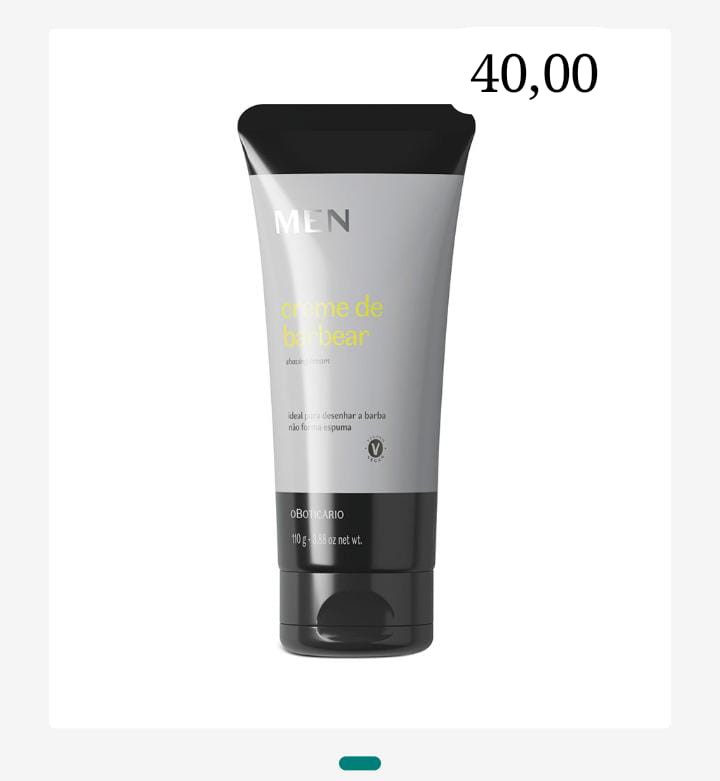 40,00
MEN
creme de
barbear
shaving cream
ideal para desenhar a barba
não forma espuma
V
VEGAN
oBOTICÁRIO
110 g - 3.88 oz net wt.